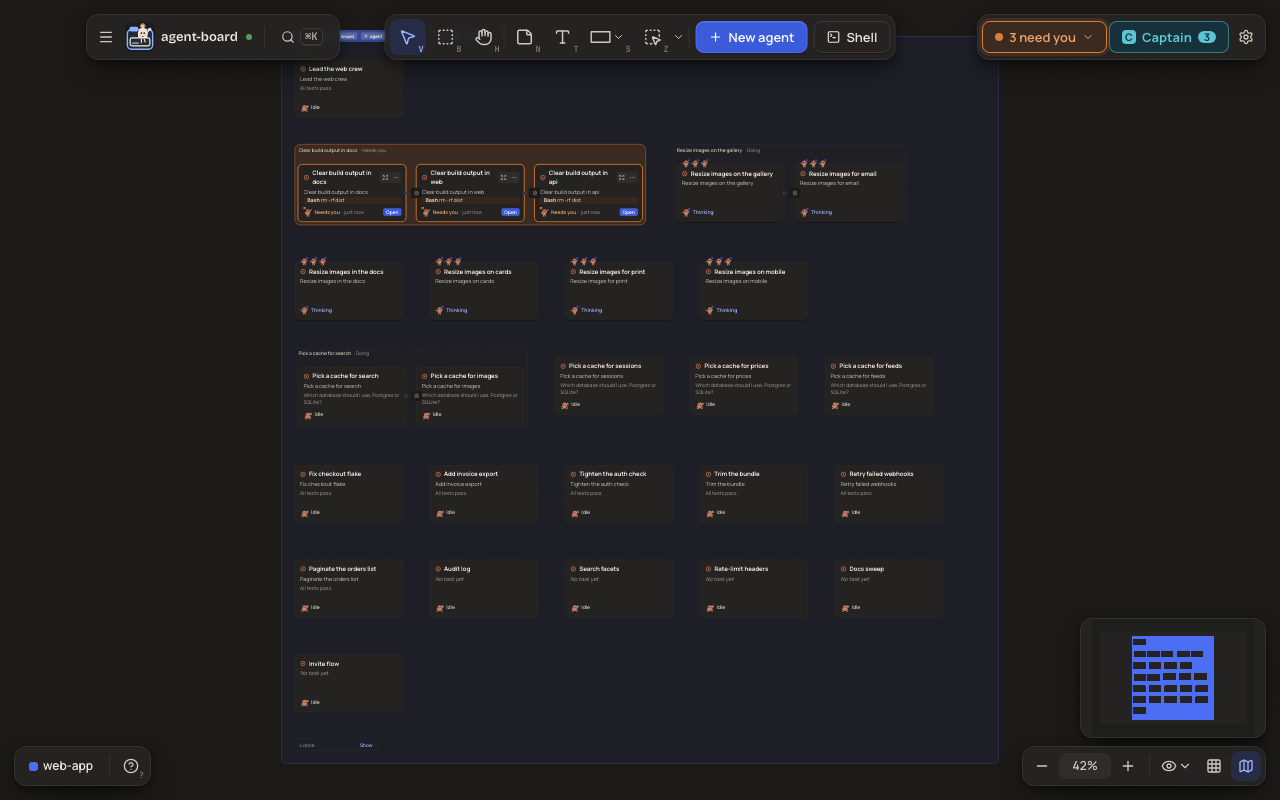 agent-board
⌘K
issues
+ agent
V
B
H
N
T
S
Z
+ New agent
Shell
3 need you
C Captain 3
Lead the web crew
Lead the web crew
All tests pass.
Idle
Clear build output in docs · Needs you
Clear build output in docs
Clear build output in docs
Bash rm -rf dist
Needs you · just now
Open
Clear build output in web
Clear build output in web
Bash rm -rf dist
Needs you · just now
Open
Clear build output in api
Clear build output in api
Bash rm -rf dist
Needs you · just now
Open
Resize images on the gallery · Doing
Resize images on the gallery
Resize images on the gallery
Thinking
Resize images for email
Resize images for email
Thinking
Resize images in the docs
Resize images in the docs
Thinking
Resize images on cards
Resize images on cards
Thinking
Resize images for print
Resize images for print
Thinking
Resize images on mobile
Resize images on mobile
Thinking
Pick a cache for search · Doing
Pick a cache for search
Pick a cache for search
Which database should I use, Postgres or SQLite?
Idle
Pick a cache for images
Pick a cache for images
Which database should I use, Postgres or SQLite?
Idle
Pick a cache for sessions
Pick a cache for sessions
Which database should I use, Postgres or SQLite?
Idle
Pick a cache for prices
Pick a cache for prices
Which database should I use, Postgres or SQLite?
Idle
Pick a cache for feeds
Pick a cache for feeds
Which database should I use, Postgres or SQLite?
Idle
Fix checkout flake
Fix checkout flake
All tests pass.
Idle
Add invoice export
Add invoice export
All tests pass.
Idle
Tighten the auth check
Tighten the auth check
All tests pass.
Idle
Trim the bundle
Trim the bundle
All tests pass.
Idle
Retry failed webhooks
Retry failed webhooks
All tests pass.
Idle
Paginate the orders list
Paginate the orders list
All tests pass.
Idle
Audit log
No task yet
Idle
Search facets
No task yet
Idle
Rate-limit headers
No task yet
Idle
Docs sweep
No task yet
Idle
Invite flow
No task yet
Idle
4 done
Show
web-app
?
42%